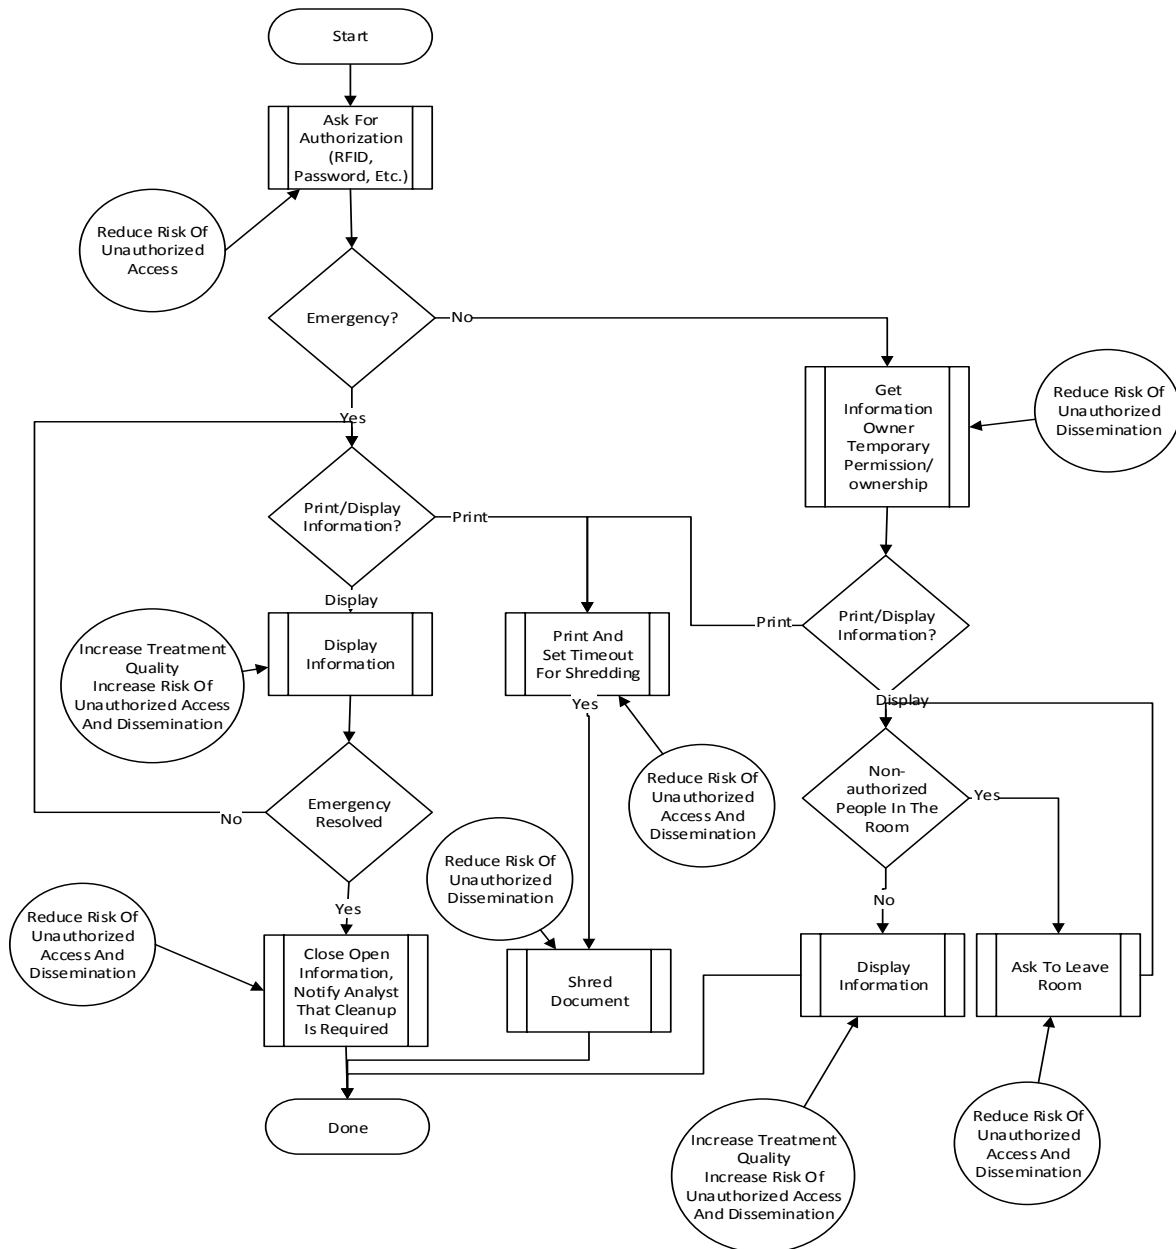 Start
Ask For
Authorization
(RFID,
Password, Etc.)
Reduce Risk Of
Unauthorized
Access
Emergency?
No
Yes
Get
Information
Owner
Temporary
Permission/
ownership
Reduce Risk Of
Unauthorized
Dissemination
Print/Display
Information?
Print
Display
Print/Display
Information?
Print
Display
Increase Treatment
Quality
Increase Risk Of
Unauthorized Access
And Dissemination
Display
Information
Print And
Set Timeout
For Shredding
Yes
Reduce Risk Of
Unauthorized
Access And
Dissemination
Non-
authorized
People In The
Room
Yes
No
Emergency
Resolved
No
Yes
Reduce Risk Of
Unauthorized
Dissemination
Reduce Risk Of
Unauthorized
Access And
Dissemination
Close Open
Information,
Notify Analyst
That Cleanup
Is Required
Shred
Document
Display
Information
Ask To Leave
Room
Done
Increase Treatment
Quality
Increase Risk Of
Unauthorized Access
And Dissemination
Reduce Risk Of
Unauthorized
Access And
Dissemination